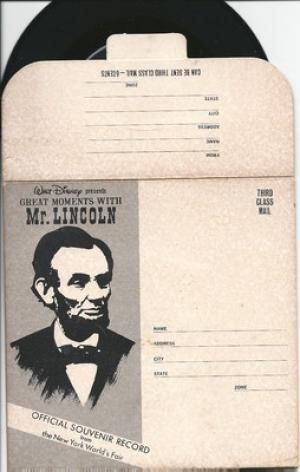 CAN BE SENT THIRD CLASS MAIL — 4 CENTS
ZONE
STATE
CITY
ADDRESS
NAME
FROM
WALT DISNEY presents
GREAT MOMENTS WITH
Mr. LINCOLN
THIRD
CLASS
MAIL
NAME
ADDRESS
CITY
STATE
ZONE
OFFICIAL SOUVENIR RECORD
from
the New York World's Fair